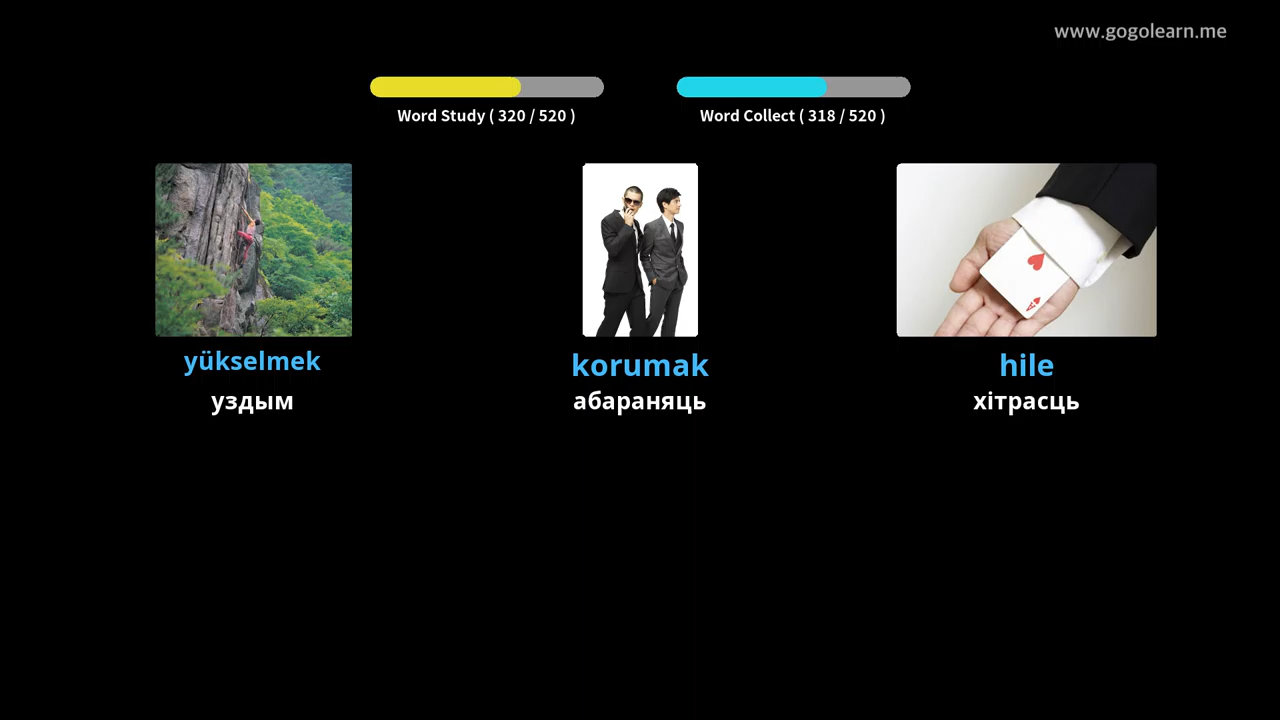 www.gogolearn.me
Word Study ( 320 / 520 )
Word Collect ( 318 / 520 )
yükselmek
korumak
hile
уздым
абараняць
хітрасць